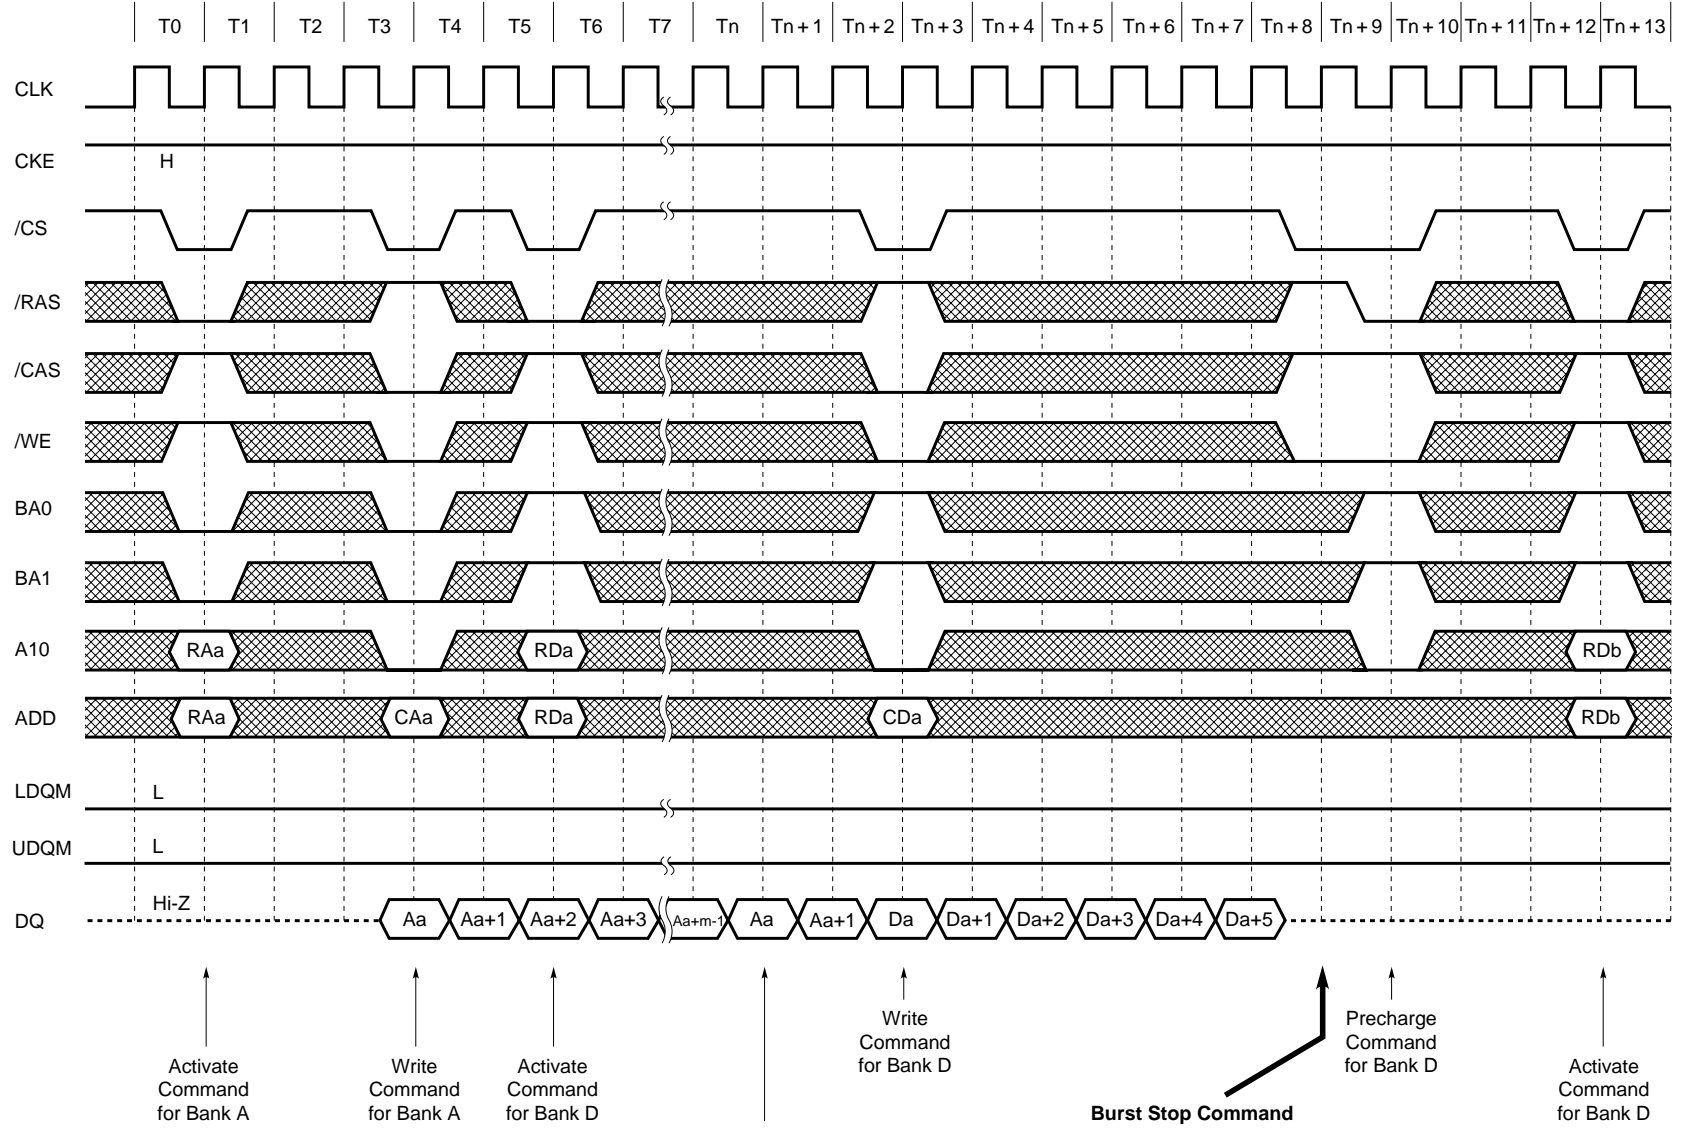 T0 T1 T2 T3 T4 T5 T6 T7 Tn Tn + 1 Tn + 2 Tn + 3 Tn + 4 Tn + 5 Tn + 6 Tn + 7 Tn + 8 Tn + 9 Tn + 10 Tn + 11 Tn + 12 Tn + 13
CLK
CKE H
/CS
/RAS
/CAS
/WE
BA0
BA1
A10 RAa RDa RDb
ADD RAa CAa RDa CDa RDb
LDQM L
UDQM L
DQ Hi-Z Aa Aa+1 Aa+2 Aa+3 Aa+m-1 Aa Aa+1 Da Da+1 Da+2 Da+3 Da+4 Da+5
Activate
Command
for Bank A
Write
Command
for Bank A
Activate
Command
for Bank D
Write
Command
for Bank D
Burst Stop Command
Precharge
Command
for Bank D
Activate
Command
for Bank D